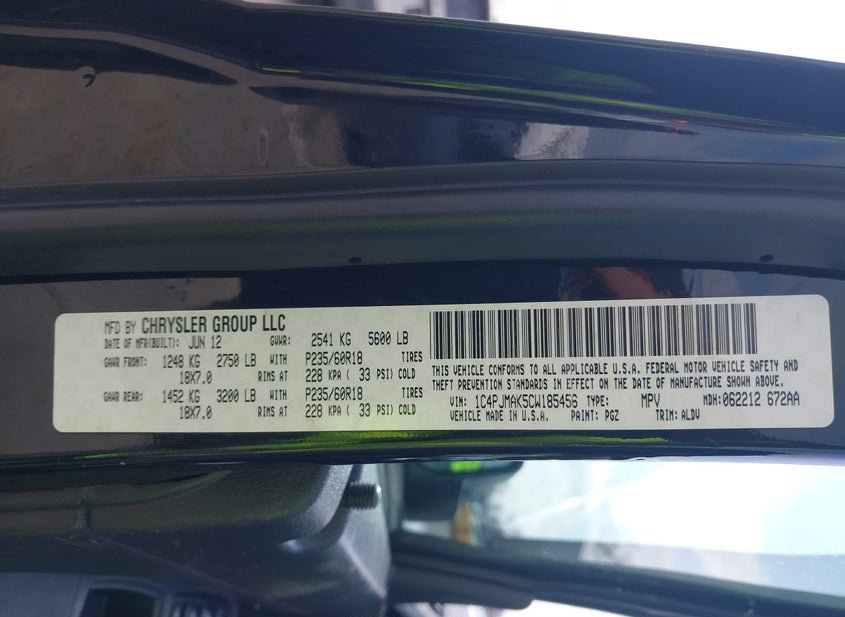 MFD BY CHRYSLER GROUP LLC
DATE OF MFR(BUILT): JUN 12 GVWR: 2541 KG 5600 LB
GAWR FRONT: 1248 KG 2750 LB WITH P235/60R18 TIRES
18X7.0 RIMS AT 228 KPA ( 33 PSI) COLD
GAWR REAR: 1452 KG 3200 LB WITH P235/60R18 TIRES
18X7.0 RIMS AT 228 KPA ( 33 PSI) COLD
THIS VEHICLE CONFORMS TO ALL APPLICABLE U.S.A. FEDERAL MOTOR VEHICLE SAFETY AND
THEFT PREVENTION STANDARDS IN EFFECT ON THE DATE OF MANUFACTURE SHOWN ABOVE.
VIN: 1C4PJMAK5CW185456 TYPE: MPV MDH: 062212 672AA
VEHICLE MADE IN U.S.A. PAINT: PGZ TRIM: ALDV